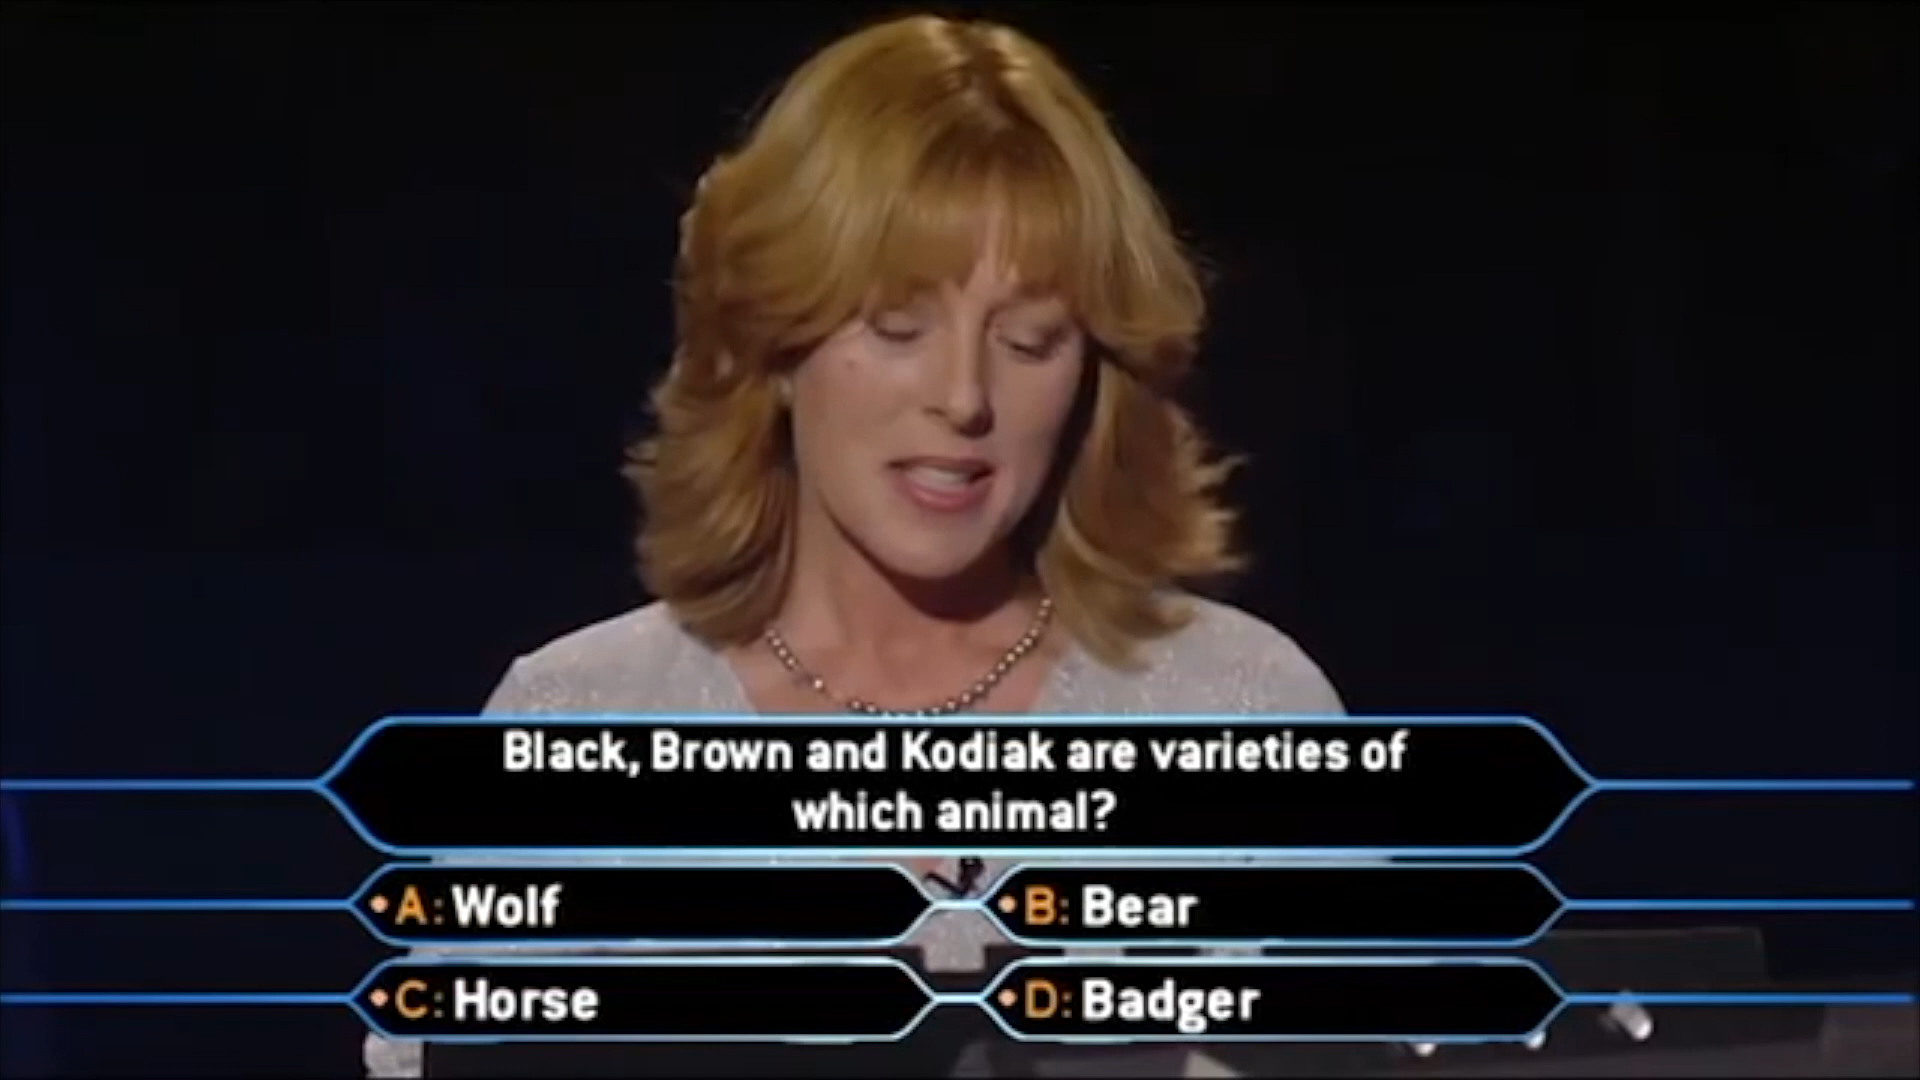 Black, Brown and Kodiak are varieties of
which animal?
A: Wolf
B: Bear
C: Horse
D: Badger